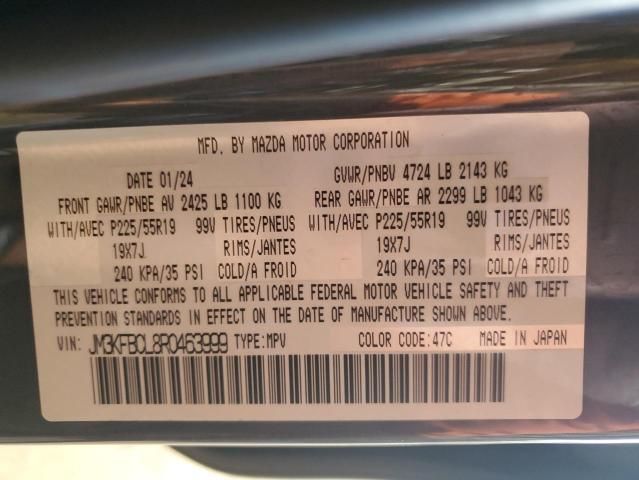 MFD. BY MAZDA MOTOR CORPORATION
DATE 01/24 GVWR/PNBV 4724 LB 2143 KG
FRONT GAWR/PNBE AV 2425 LB 1100 KG REAR GAWR/PNBE AR 2299 LB 1043 KG
WITH/AVEC P225/55R19 99V TIRES/PNEUS WITH/AVEC P225/55R19 99V TIRES/PNEUS
19X7J RIMS/JANTES 19X7J RIMS/JANTES
240 KPA/35 PSI COLD/A FROID 240 KPA/35 PSI COLD/A FROID
THIS VEHICLE CONFORMS TO ALL APPLICABLE FEDERAL MOTOR VEHICLE SAFETY AND THEFT
PREVENTION STANDARDS IN EFFECT ON THE DATE OF MANUFACTURE SHOWN ABOVE.
VIN: JM3KFBCL8R0463999 TYPE:MPV COLOR CODE: 47C MADE IN JAPAN